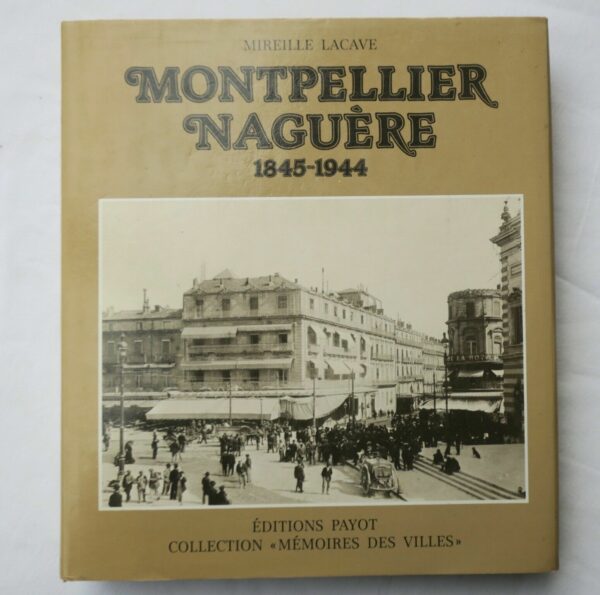 MIREILLE LACAVE
MONTPELLIER
NAGUÈRE
1845-1944
ÉDITIONS PAYOT
COLLECTION «MÉMOIRES DES VILLES»